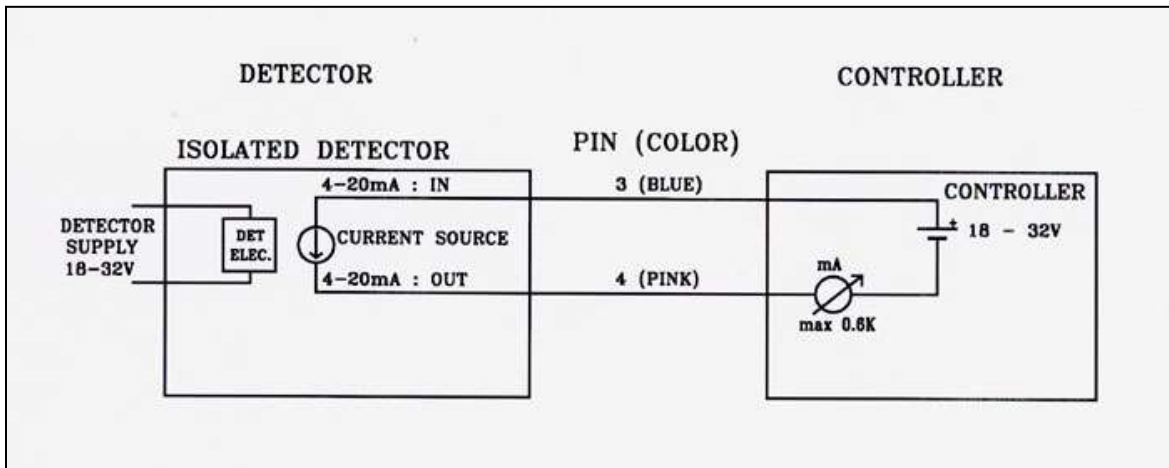 DETECTOR
CONTROLLER
ISOLATED DETECTOR
PIN (COLOR)
4-20mA : IN
3 (BLUE)
CONTROLLER
DETECTOR
SUPPLY
18-32V
DET
ELEC.
CURRENT SOURCE
+ 18 - 32V
4-20mA : OUT
4 (PINK)
mA
max 0.6K